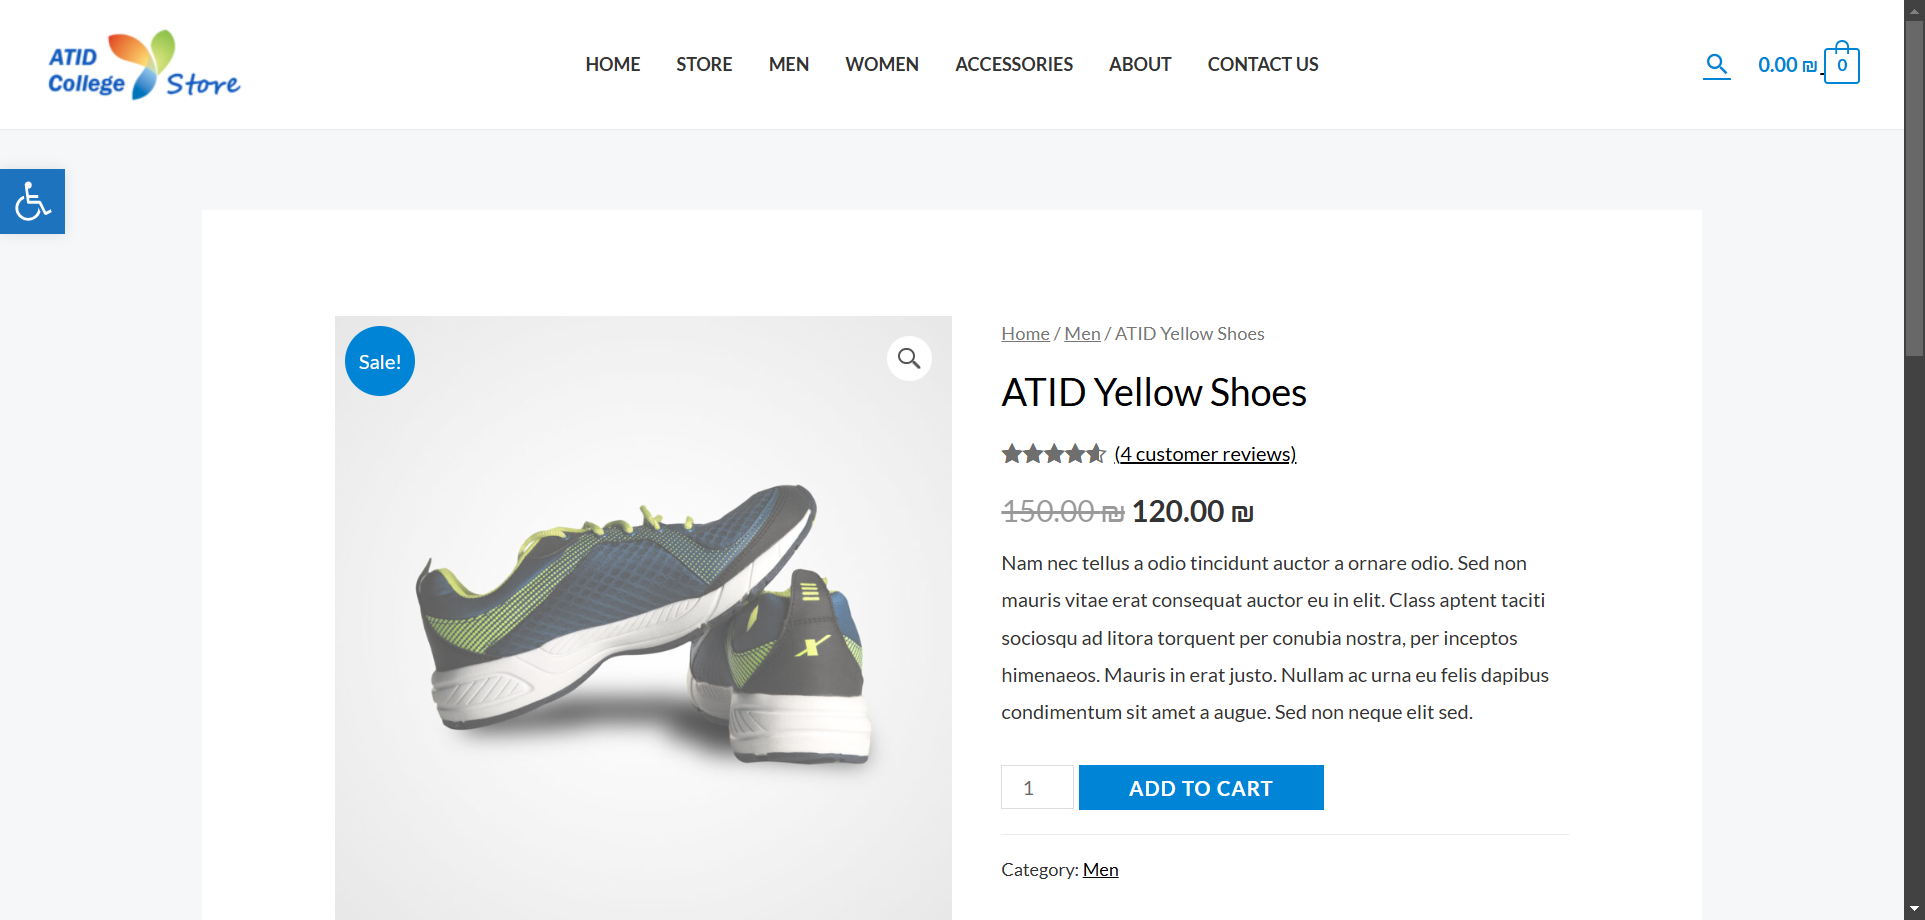 ATID
College Store
HOME STORE MEN WOMEN ACCESSORIES ABOUT CONTACT US
0.00 ₪ 0
Sale!
Home / Men / ATID Yellow Shoes
ATID Yellow Shoes
(4 customer reviews)
150.00 ₪ 120.00 ₪
Nam nec tellus a odio tincidunt auctor a ornare odio. Sed non
mauris vitae erat consequat auctor eu in elit. Class aptent taciti
sociosqu ad litora torquent per conubia nostra, per inceptos
himenaeos. Mauris in erat justo. Nullam ac urna eu felis dapibus
condimentum sit amet a augue. Sed non neque elit sed.
1 ADD TO CART
Category: Men